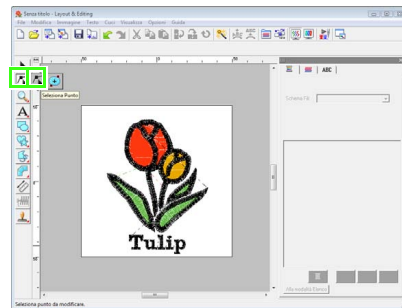 Senza titolo - Layout & Editing
File Modifica Immagine Testo Cuci Visualizza Opzioni Guida
ABC
Seleziona Punto
A
Tulip
Seleziona punto da modificare.